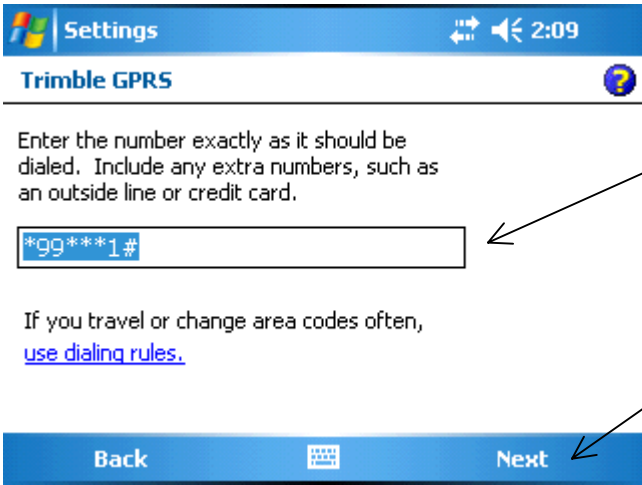 Settings 2:09
Trimble GPRS
?
Enter the number exactly as it should be
dialed. Include any extra numbers, such as
an outside line or credit card.
*99***1#
If you travel or change area codes often,
use dialing rules.
Back Next